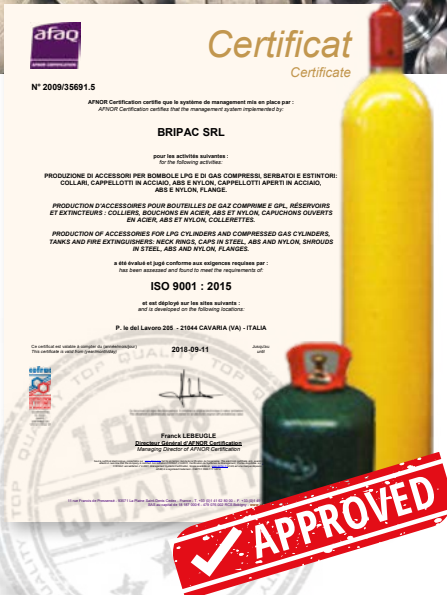 afaq
AFNOR CERTIFICATION
Certificat
Certificate
N° 2009/35691.5
AFNOR Certification certifie que le système de management mis en place par :
AFNOR Certification certifies that the management system implemented by:
BRIPAC SRL
pour les activités suivantes :
for the following activities:
PRODUZIONE DI ACCESSORI PER BOMBOLE LPG E DI GAS COMPRESSI, SERBATOI E ESTINTORI:
COLLARI, CAPPELLOTTI IN ACCIAIO, ABS E NYLON, CAPPELLOTTI APERTI IN ACCIAIO,
ABS E NYLON, FLANGE.
PRODUCTION D'ACCESSOIRES POUR BOUTEILLES DE GAZ COMPRIME E GPL, RÉSERVOIRS
ET EXTINCTEURS : COLLIERS, BOUCHONS EN ACIER, ABS ET NYLON, CAPUCHONS OUVERTS
EN ACIER, ABS ET NYLON, COLLERETTES.
PRODUCTION OF ACCESSORIES FOR LPG CYLINDERS AND COMPRESSED GAS CYLINDERS,
TANKS AND FIRE EXTINGUISHERS: NECK RINGS, CAPS IN STEEL, ABS AND NYLON, SHROUDS
IN STEEL, ABS AND NYLON, FLANGES.
a été évalué et jugé conforme aux exigences requises par :
has been assessed and found to meet the requirements of:
ISO 9001 : 2015
et est déployé sur les sites suivants :
and is developed on the following locations:
P. le del Lavoro 205 - 21044 CAVARIA (VA) - ITALIA
Ce certificat est valable à compter du (année/mois/jour)
This certificate is valid from (year/month/day)
2018-09-11
Jusqu'au
until
cofrac
Franck LEBEUGLE
Directeur Général d'AFNOR Certification
Managing Director of AFNOR Certification
TOP QUALITY
100%
APPROVED